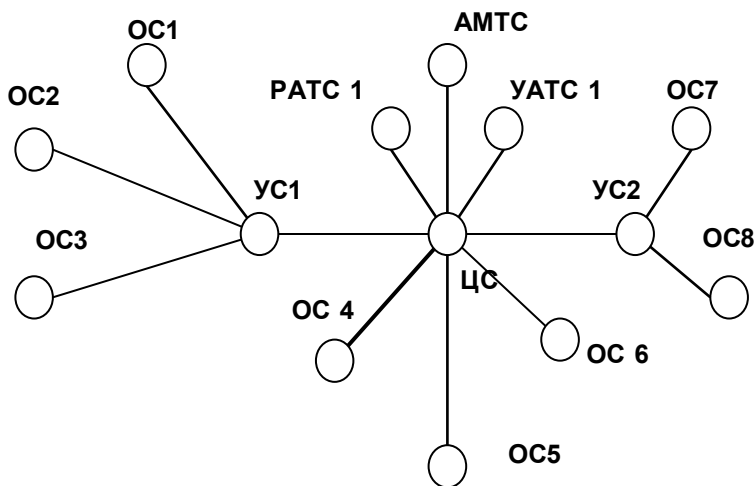 АМТС
ОС1
ОС2
РАТС 1
УАТС 1
ОС7
УС1
УС2
ОС3
ОС8
ЦС
ОС 4
ОС 6
ОС5